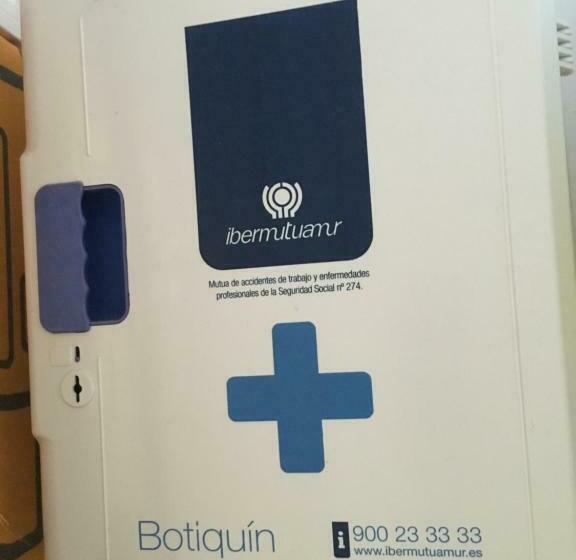 ibermutuamur
Mutua de accidentes de trabajo y enfermedades
profesionales de la Seguridad Social nº 274.
Botiquín
i 900 23 33 33
www.ibermutuamur.es